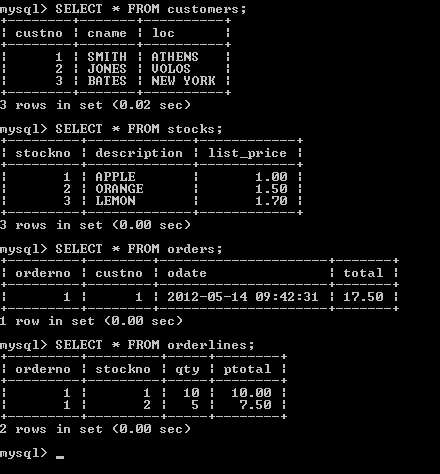 mysql> SELECT * FROM customers;
+--------+-------+----------+
| custno | cname | loc      |
+--------+-------+----------+
|      1 | SMITH | ATHENS   |
|      2 | JONES | VOLOS    |
|      3 | BATES | NEW YORK |
+--------+-------+----------+
3 rows in set (0.02 sec)
mysql> SELECT * FROM stocks;
+---------+-------------+------------+
| stockno | description | list_price |
+---------+-------------+------------+
|       1 | APPLE       |       1.00 |
|       2 | ORANGE      |       1.50 |
|       3 | LEMON       |       1.70 |
+---------+-------------+------------+
3 rows in set (0.00 sec)
mysql> SELECT * FROM orders;
+---------+--------+---------------------+-------+
| orderno | custno | odate               | total |
+---------+--------+---------------------+-------+
|       1 |      1 | 2012-05-14 09:42:31 | 17.50 |
+---------+--------+---------------------+-------+
1 row in set (0.00 sec)
mysql> SELECT * FROM orderlines;
+---------+---------+-----+--------+
| orderno | stockno | qty | ptotal |
+---------+---------+-----+--------+
|       1 |       1 |  10 |  10.00 |
|       1 |       2 |   5 |   7.50 |
+---------+---------+-----+--------+
2 rows in set (0.00 sec)
mysql> _